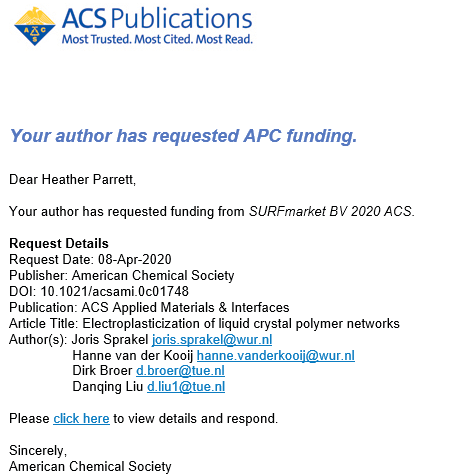 ACS Publications
Most Trusted. Most Cited. Most Read.
A C S
Your author has requested APC funding.
Dear Heather Parrett,
Your author has requested funding from SURFmarket BV 2020 ACS.
Request Details
Request Date: 08-Apr-2020
Publisher: American Chemical Society
DOI: 10.1021/acsami.0c01748
Publication: ACS Applied Materials & Interfaces
Article Title: Electroplasticization of liquid crystal polymer networks
Author(s): Joris Sprakel joris.sprakel@wur.nl
Hanne van der Kooij hanne.vanderkooij@wur.nl
Dirk Broer d.broer@tue.nl
Danqing Liu d.liu1@tue.nl
Please click here to view details and respond.
Sincerely,
American Chemical Society